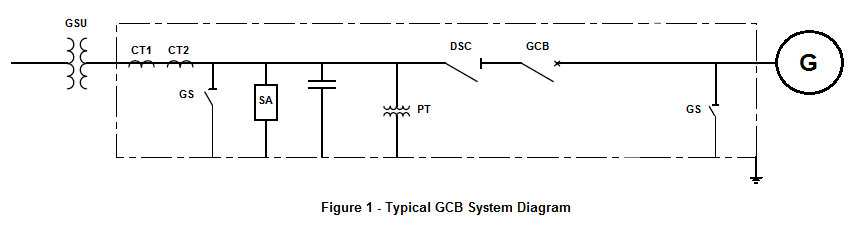 GSU
CT1 CT2
DSC GCB
G
GS
SA
PT
GS
Figure 1 - Typical GCB System Diagram